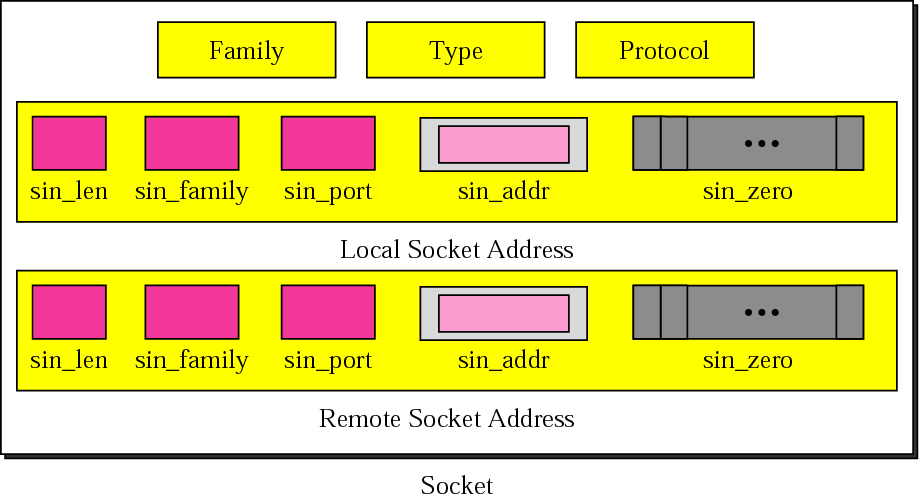 Family Type Protocol
sin_len sin_family sin_port sin_addr sin_zero
Local Socket Address
sin_len sin_family sin_port sin_addr sin_zero
Remote Socket Address
Socket